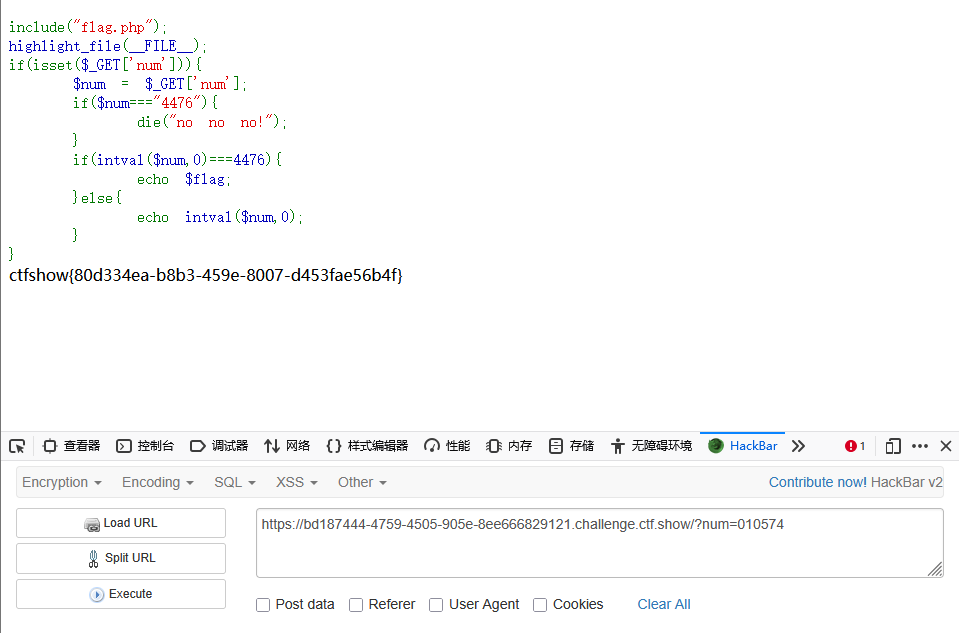 include("flag.php");
highlight_file(__FILE__);
if(isset($_GET['num'])){
$num = $_GET['num'];
if($num==="4476"){
die("no no no!");
}
if(intval($num,0)===4476){
echo $flag;
}else{
echo intval($num,0);
}
}
ctfshow{80d334ea-b8b3-459e-8007-d453fae56b4f}
查看器 控制台 调试器 网络 样式编辑器 性能 内存 存储 无障碍环境 HackBar 1
Encryption Encoding SQL XSS Other Contribute now! HackBar v2
Load URL
Split URL
Execute
https://bd187444-4759-4505-905e-8ee666829121.challenge.ctf.show/?num=010574
Post data Referer User Agent Cookies Clear All